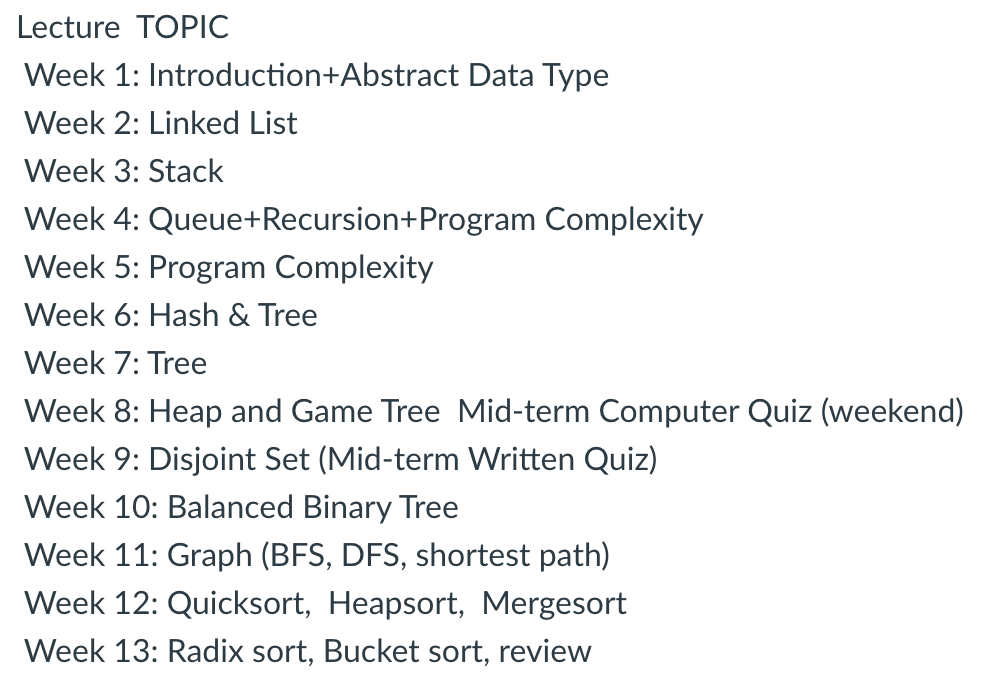 Lecture  TOPIC
Week 1: Introduction+Abstract Data Type
Week 2: Linked List
Week 3: Stack
Week 4: Queue+Recursion+Program Complexity
Week 5: Program Complexity
Week 6: Hash & Tree
Week 7: Tree
Week 8: Heap and Game Tree  Mid-term Computer Quiz (weekend)
Week 9: Disjoint Set (Mid-term Written Quiz)
Week 10: Balanced Binary Tree
Week 11: Graph (BFS, DFS, shortest path)
Week 12: Quicksort,  Heapsort,  Mergesort
Week 13: Radix sort, Bucket sort, review